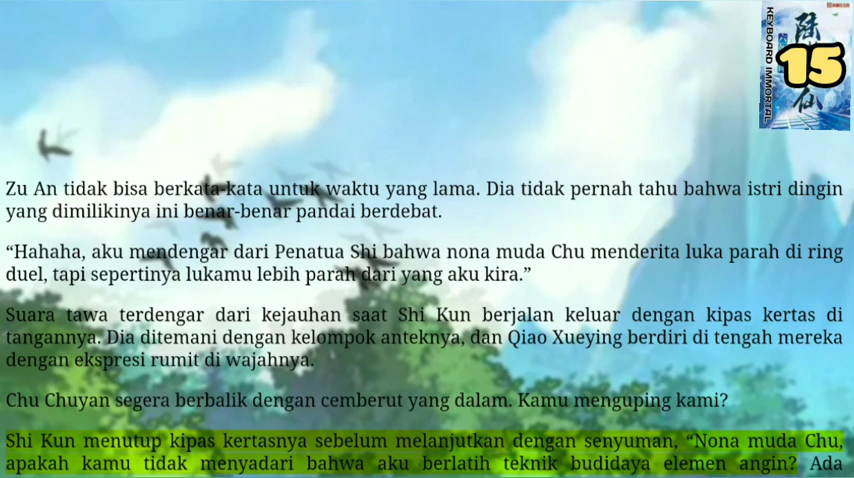 KEYBOARD IMMORTAL
陆
仙
15
Zu An tidak bisa berkata-kata untuk waktu yang lama. Dia tidak pernah tahu bahwa istri dingin
yang dimilikinya ini benar-benar pandai berdebat.
“Hahaha, aku mendengar dari Penatua Shi bahwa nona muda Chu menderita luka parah di ring
duel, tapi sepertinya lukamu lebih parah dari yang aku kira.”
Suara tawa terdengar dari kejauhan saat Shi Kun berjalan keluar dengan kipas kertas di
tangannya. Dia ditemani dengan kelompok anteknya, dan Qiao Xueying berdiri di tengah mereka
dengan ekspresi rumit di wajahnya.
Chu Chuyan segera berbalik dengan cemberut yang dalam. Kamu menguping kami?
Shi Kun menutup kipas kertasnya sebelum melanjutkan dengan senyuman, “Nona muda Chu,
apakah kamu tidak menyadari bahwa aku berlatih teknik budidaya elemen angin? Ada